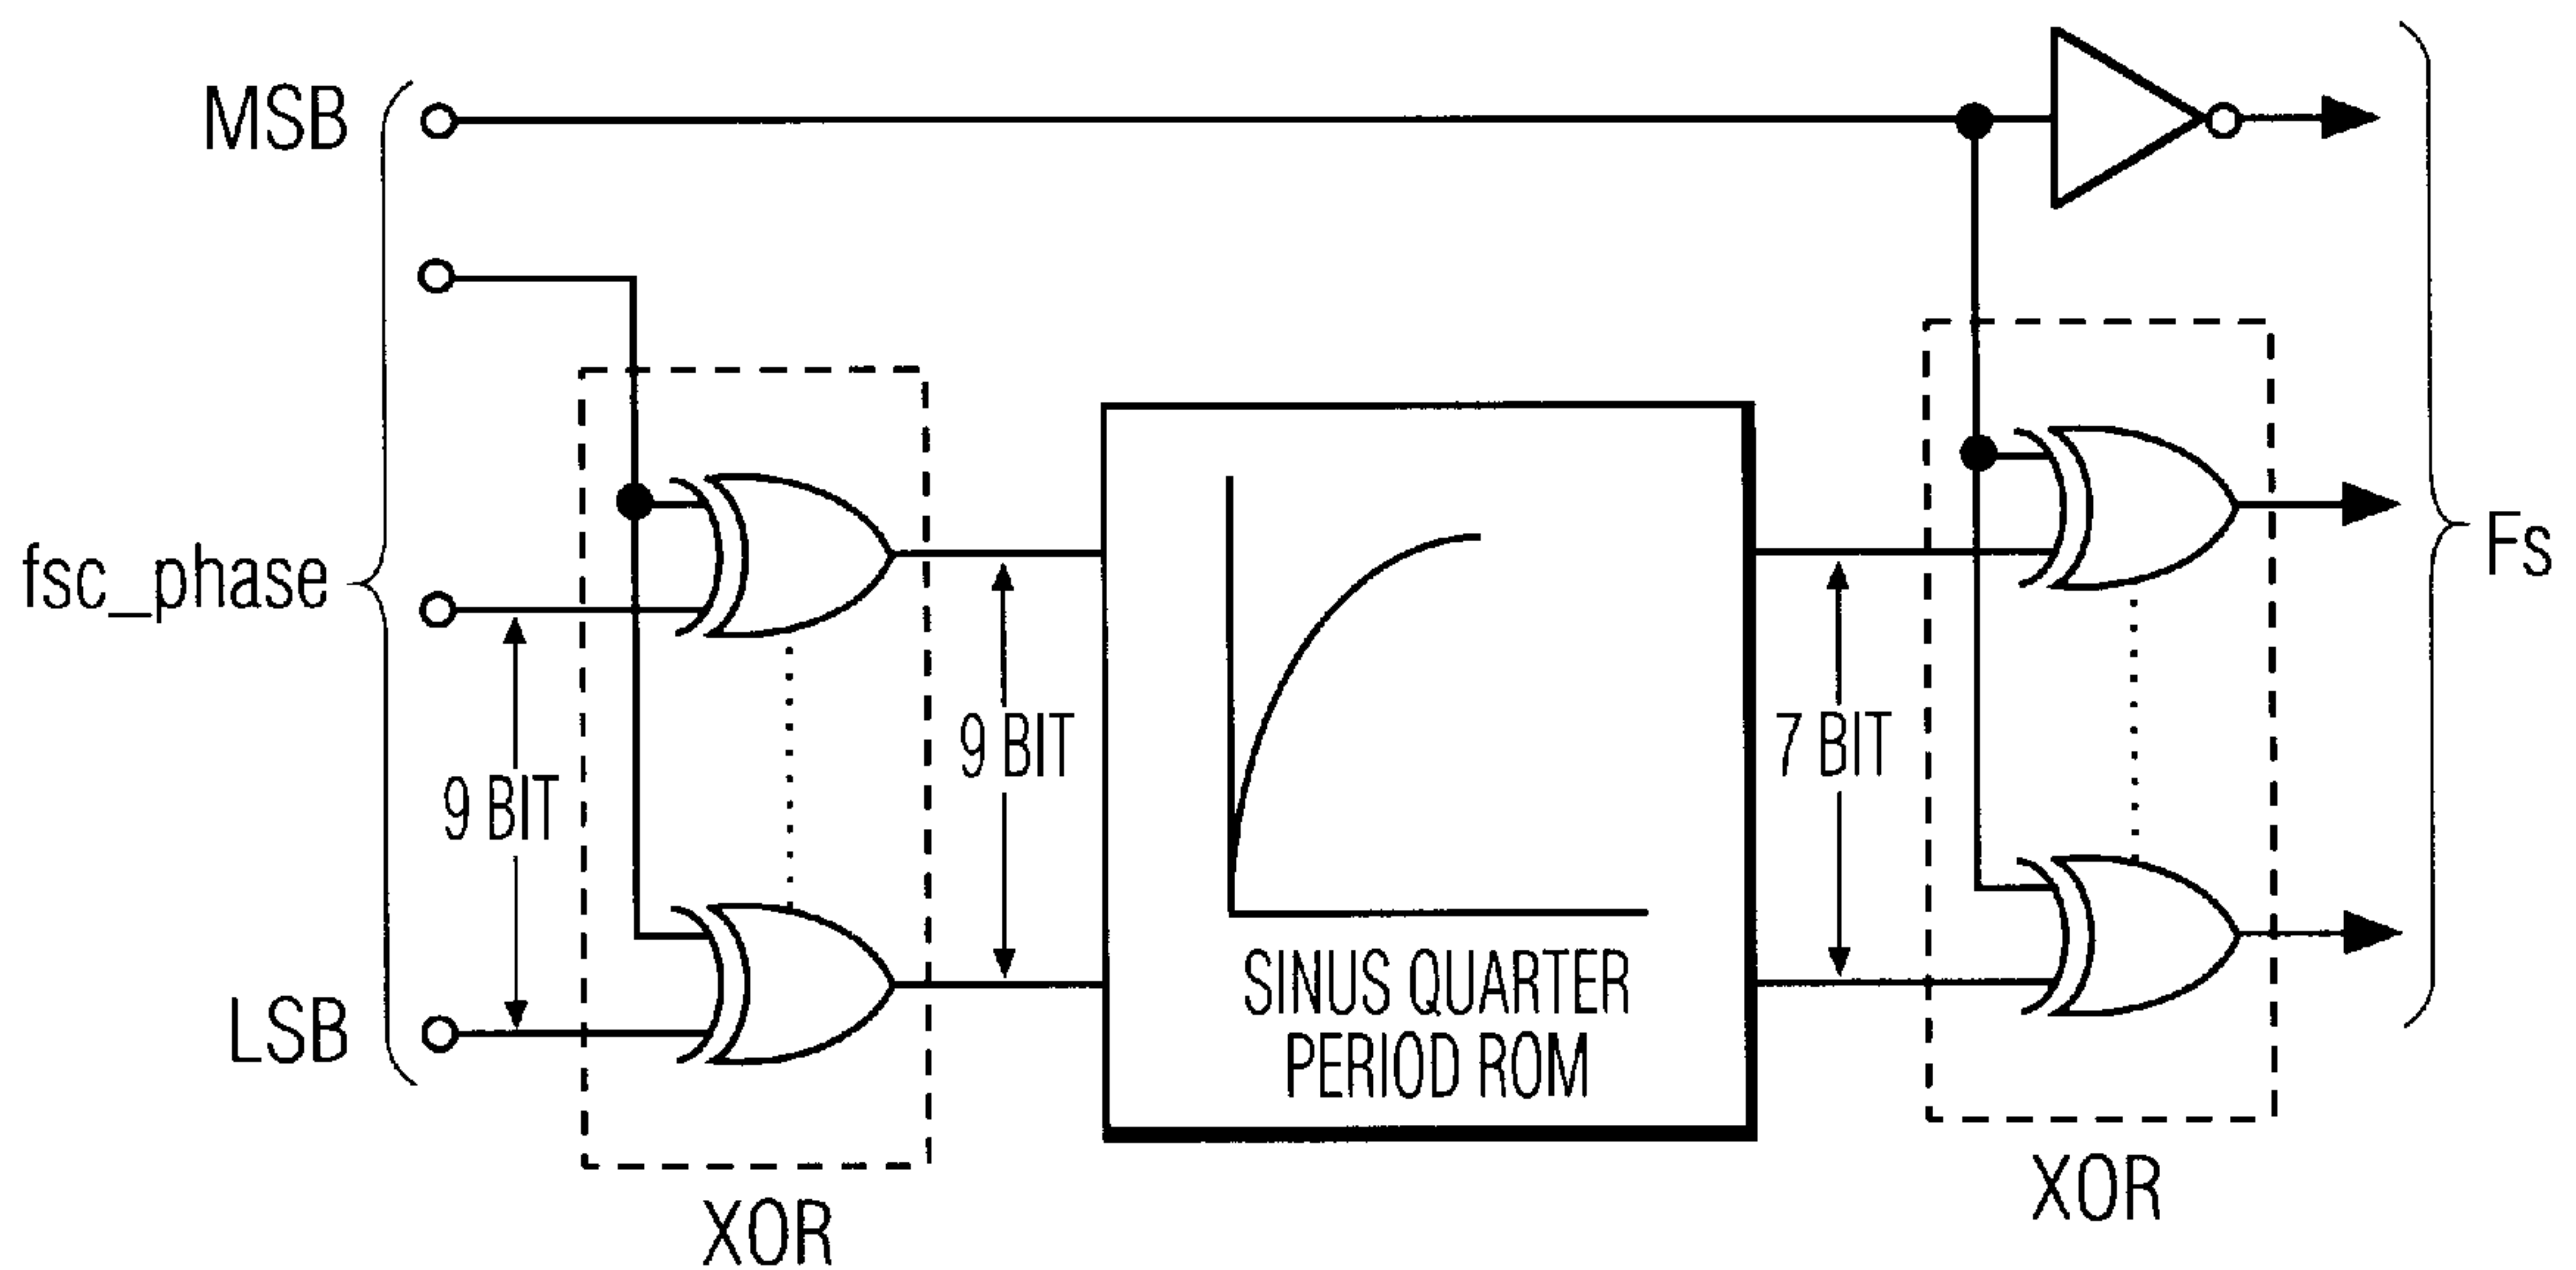 MSB
fsc_phase
9 BIT
LSB
XOR
9 BIT
SINUS QUARTER
PERIOD ROM
7 BIT
XOR
Fs